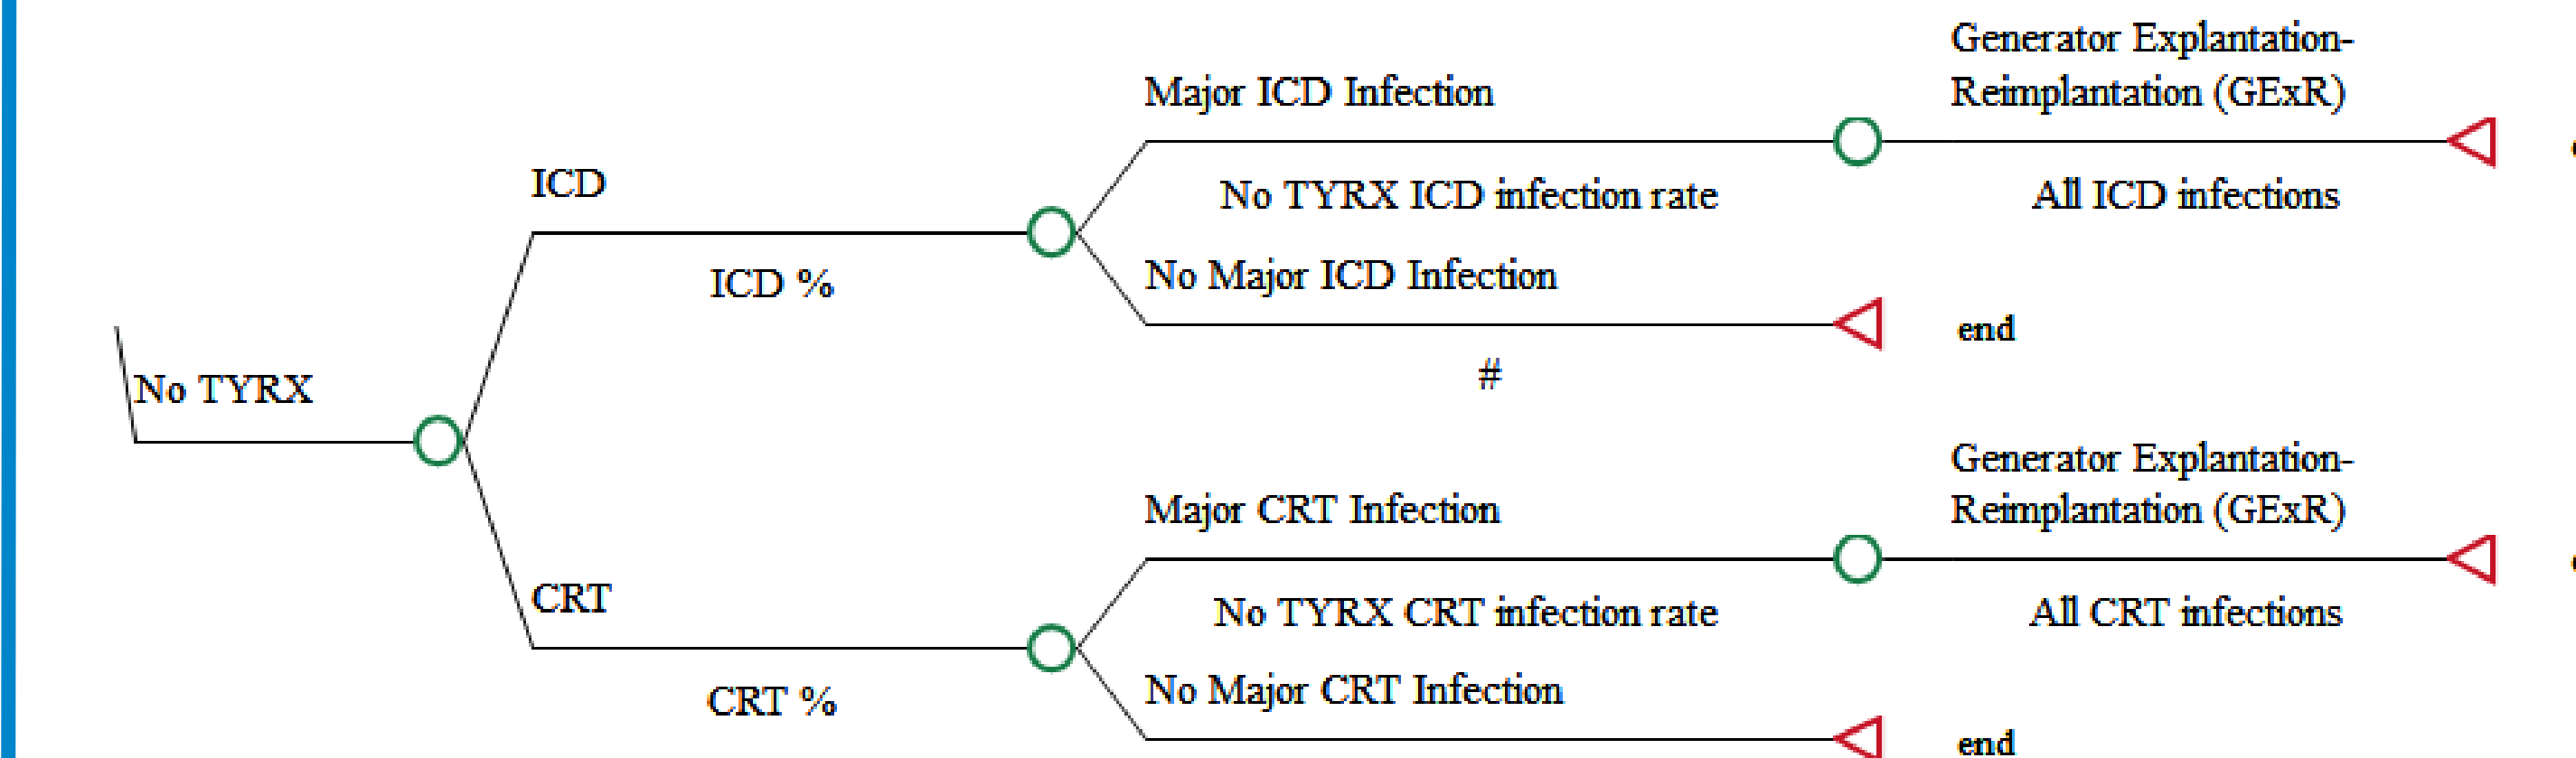 Generator Explantation-
Reimplantation (GExR)
Major ICD Infection
ICD
No TYRX ICD infection rate
All ICD infections
ICD %
No Major ICD Infection
end
#
No TYRX
Generator Explantation-
Reimplantation (GExR)
Major CRT Infection
CRT
No TYRX CRT infection rate
All CRT infections
CRT %
No Major CRT Infection
end